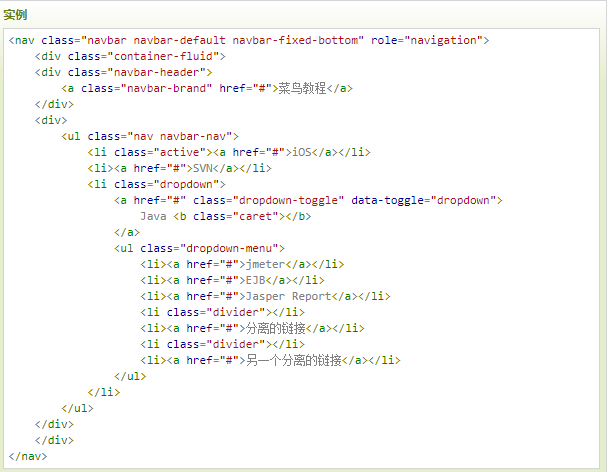 实例
<nav class="navbar navbar-default navbar-fixed-bottom" role="navigation">
    <div class="container-fluid">
    <div class="navbar-header">
        <a class="navbar-brand" href="#">菜鸟教程</a>
    </div>
    <div>
        <ul class="nav navbar-nav">
            <li class="active"><a href="#">iOS</a></li>
            <li><a href="#">SVN</a></li>
            <li class="dropdown">
                <a href="#" class="dropdown-toggle" data-toggle="dropdown">
                    Java <b class="caret"></b>
                </a>
                <ul class="dropdown-menu">
                    <li><a href="#">jmeter</a></li>
                    <li><a href="#">EJB</a></li>
                    <li><a href="#">Jasper Report</a></li>
                    <li class="divider"></li>
                    <li><a href="#">分离的链接</a></li>
                    <li class="divider"></li>
                    <li><a href="#">另一个分离的链接</a></li>
                </ul>
            </li>
        </ul>
    </div>
    </div>
</nav>